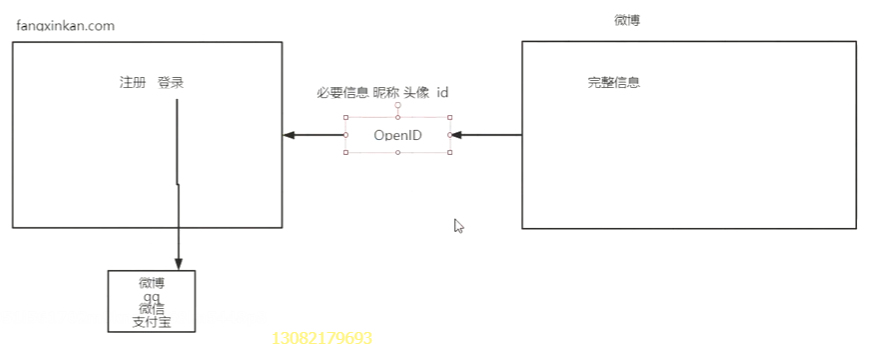 fangxinkan.com
微博
注册 登录
完整信息
必要信息 昵称 头像 id
OpenID
微博
qq
微信
支付宝
13082179693